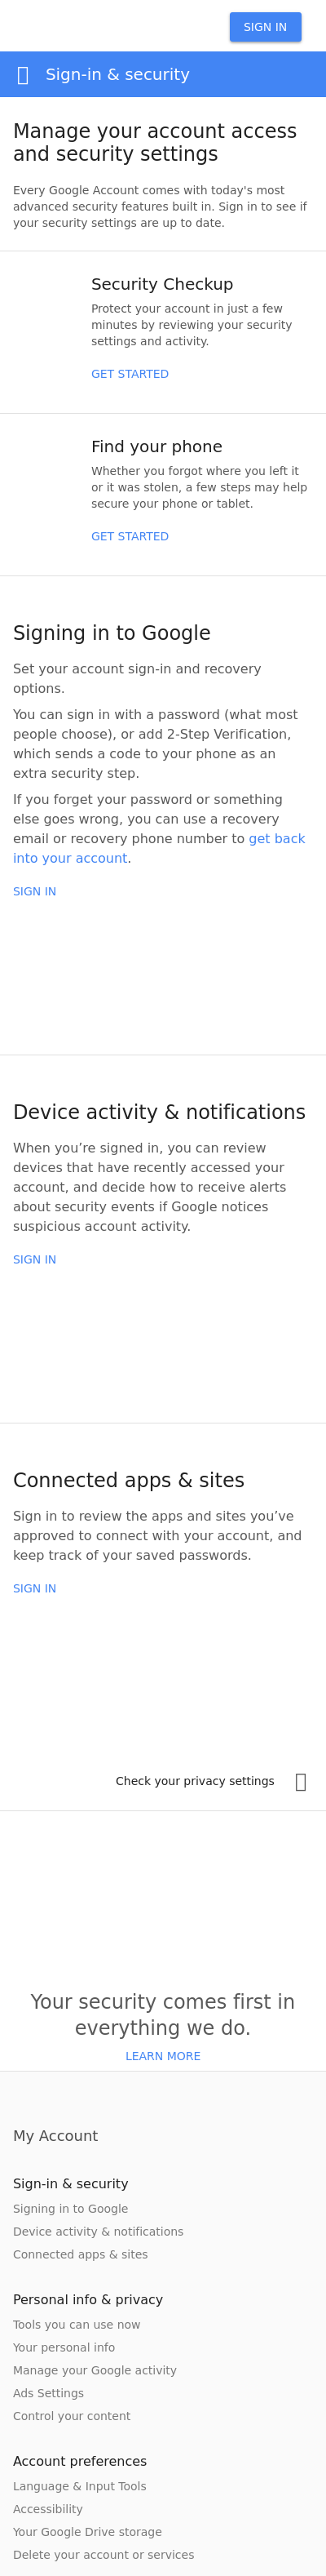 SIGN IN
Sign-in & security
Manage your account access
and security settings
Every Google Account comes with today's most
advanced security features built in. Sign in to see if
your security settings are up to date.
Security Checkup
Protect your account in just a few
minutes by reviewing your security
settings and activity.
GET STARTED
Find your phone
Whether you forgot where you left it
or it was stolen, a few steps may help
secure your phone or tablet.
GET STARTED
Signing in to Google
Set your account sign-in and recovery
options.
You can sign in with a password (what most
people choose), or add 2-Step Verification,
which sends a code to your phone as an
extra security step.
If you forget your password or something
else goes wrong, you can use a recovery
email or recovery phone number to get back
into your account.
SIGN IN
Device activity & notifications
When you’re signed in, you can review
devices that have recently accessed your
account, and decide how to receive alerts
about security events if Google notices
suspicious account activity.
SIGN IN
Connected apps & sites
Sign in to review the apps and sites you’ve
approved to connect with your account, and
keep track of your saved passwords.
SIGN IN
Check your privacy settings
Your security comes first in
everything we do.
LEARN MORE
My Account
Sign-in & security
Signing in to Google
Device activity & notifications
Connected apps & sites
Personal info & privacy
Tools you can use now
Your personal info
Manage your Google activity
Ads Settings
Control your content
Account preferences
Language & Input Tools
Accessibility
Your Google Drive storage
Delete your account or services